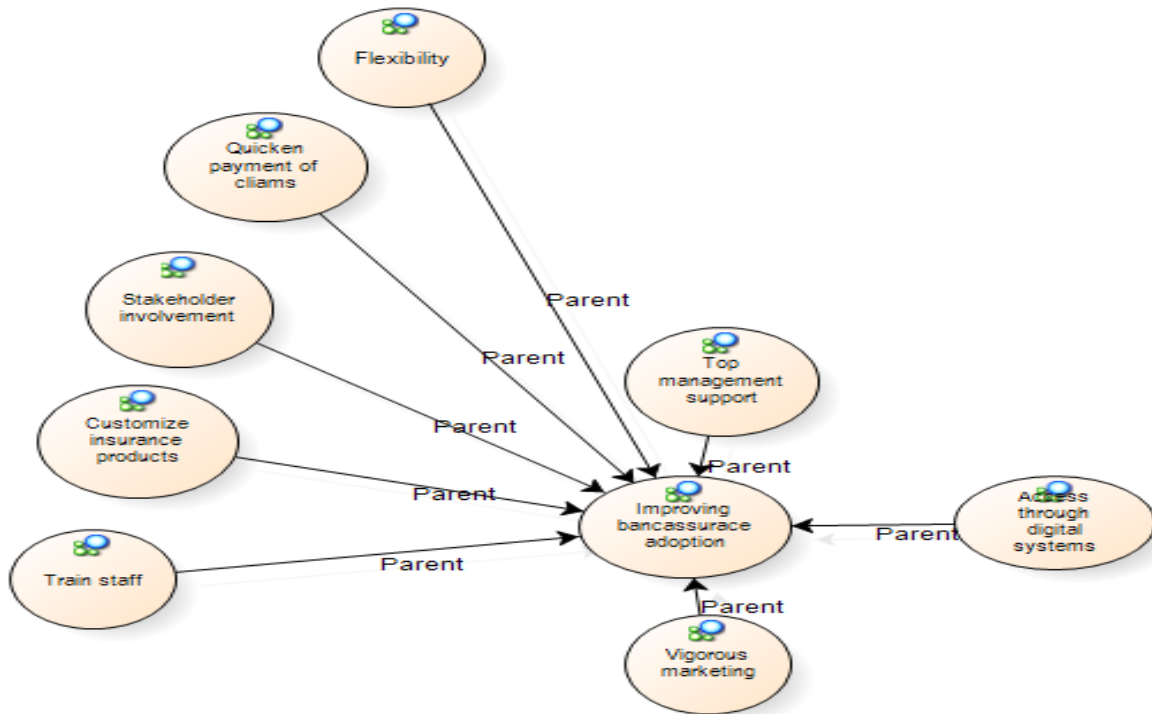 Flexibility
Quicken
payment of
cliams
Stakeholder
involvement
Customize
insurance
products
Train staff
Parent
Parent
Parent
Parent
Parent
Top
management
support
Parent
Improving
bancassurace
adoption
Access
through
digital
systems
Parent
Parent
Vigorous
marketing